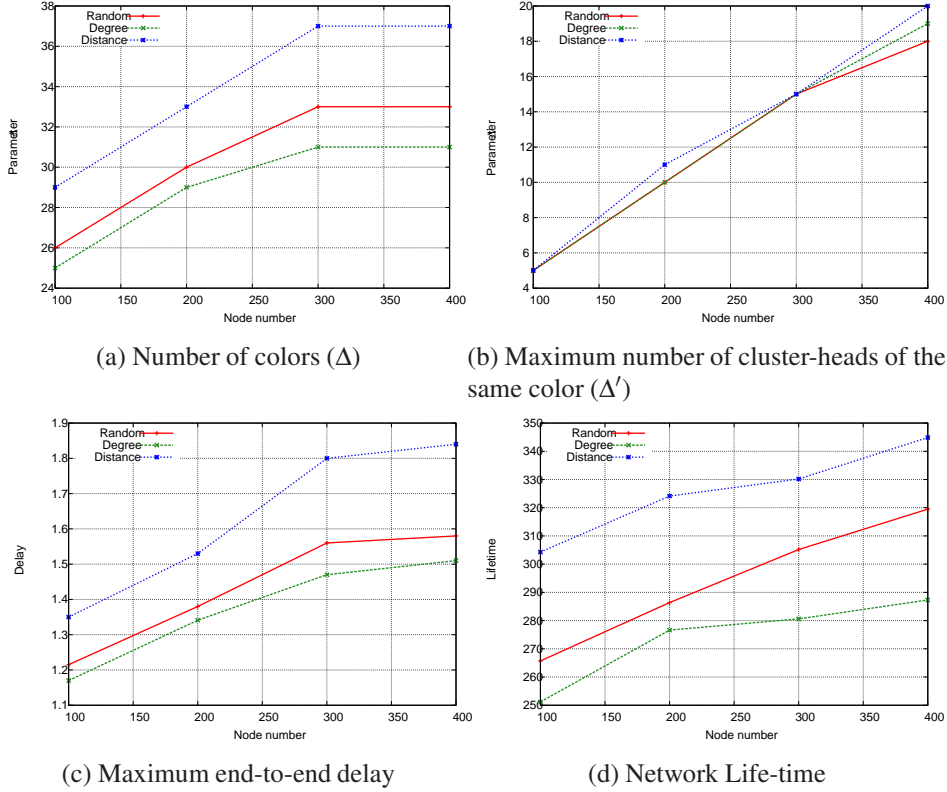 38
36
34
32
30
28
26
24
Parameter
Random
Degree
Distance
100 150 200 250 300 350 400
Node number
(a) Number of colors (Δ)
20
18
16
14
12
10
8
6
4
Parameter
Random
Degree
Distance
100 150 200 250 300 350 400
Node number
(b) Maximum number of cluster-heads of the
same color (Δ′)
1.9
1.8
1.7
1.6
1.5
1.4
1.3
1.2
1.1
Delay
Random
Degree
Distance
100 150 200 250 300 350 400
Node number
(c) Maximum end-to-end delay
350
340
330
320
310
300
290
280
270
260
250
Lifetime
Random
Degree
Distance
100 150 200 250 300 350 400
Node number
(d) Network Life-time